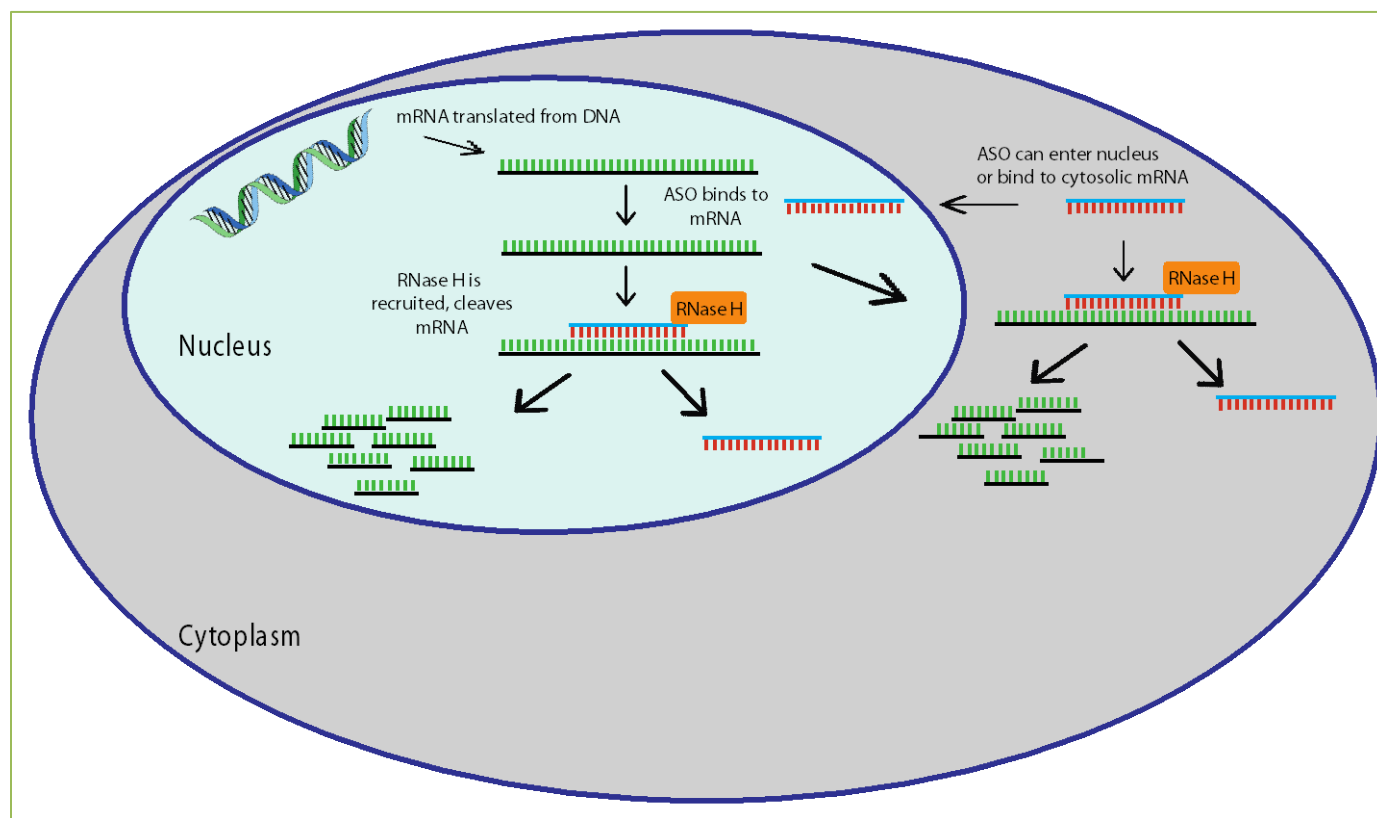 mRNA translated from DNA
ASO binds to
mRNA
ASO can enter nucleus
or bind to cytosolic mRNA
RNase H is
recruited, cleaves
mRNA
RNase H
RNase H
Nucleus
Cytoplasm